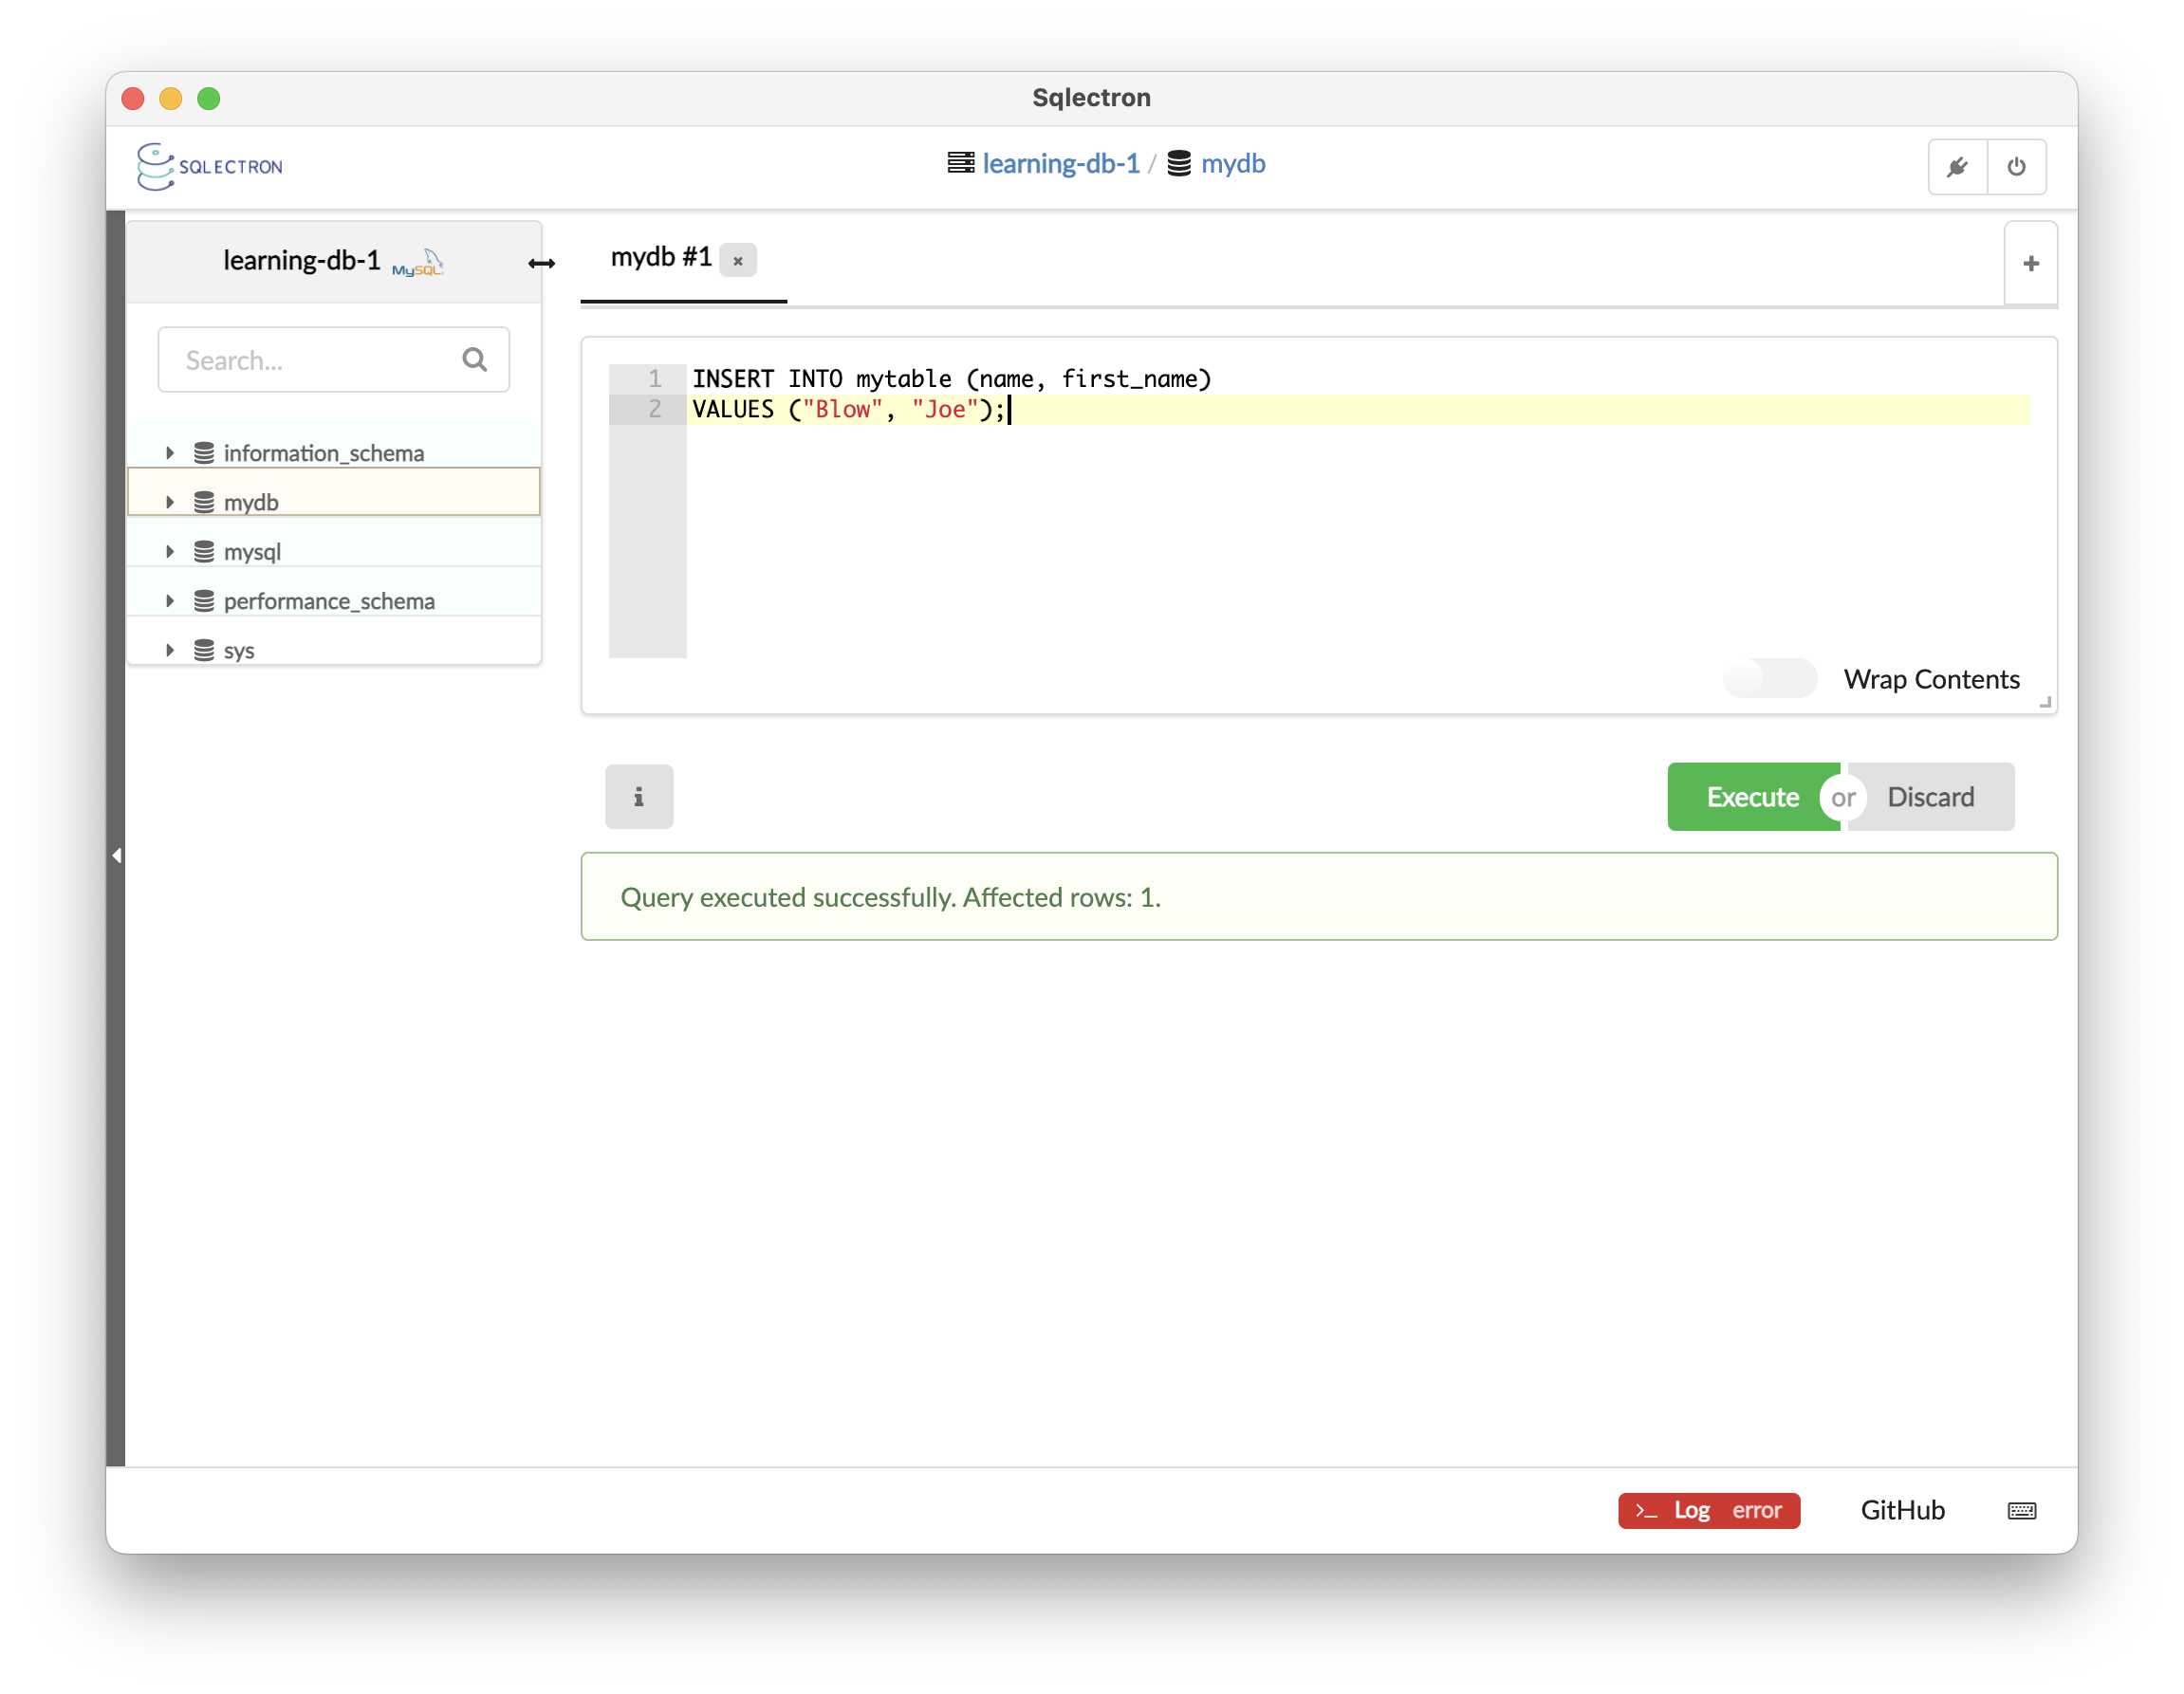 Sqlectron
SQLECTRON
learning-db-1 / mydb
learning-db-1 MySQL
mydb #1
Search...
information_schema
mydb
mysql
performance_schema
sys
1 INSERT INTO mytable (name, first_name)
2 VALUES ("Blow", "Joe");
Wrap Contents
Execute or Discard
Query executed successfully. Affected rows: 1.
>_ Log error
GitHub